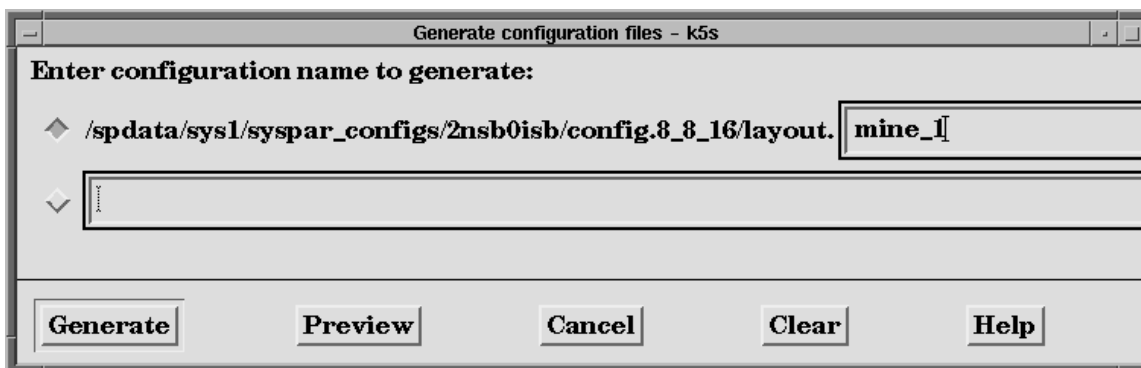 Generate configuration files - k5s
Enter configuration name to generate:
/spdata/sys1/syspar_configs/2nsb0isb/config.8_8_16/layout. mine_1
Generate Preview Cancel Clear Help